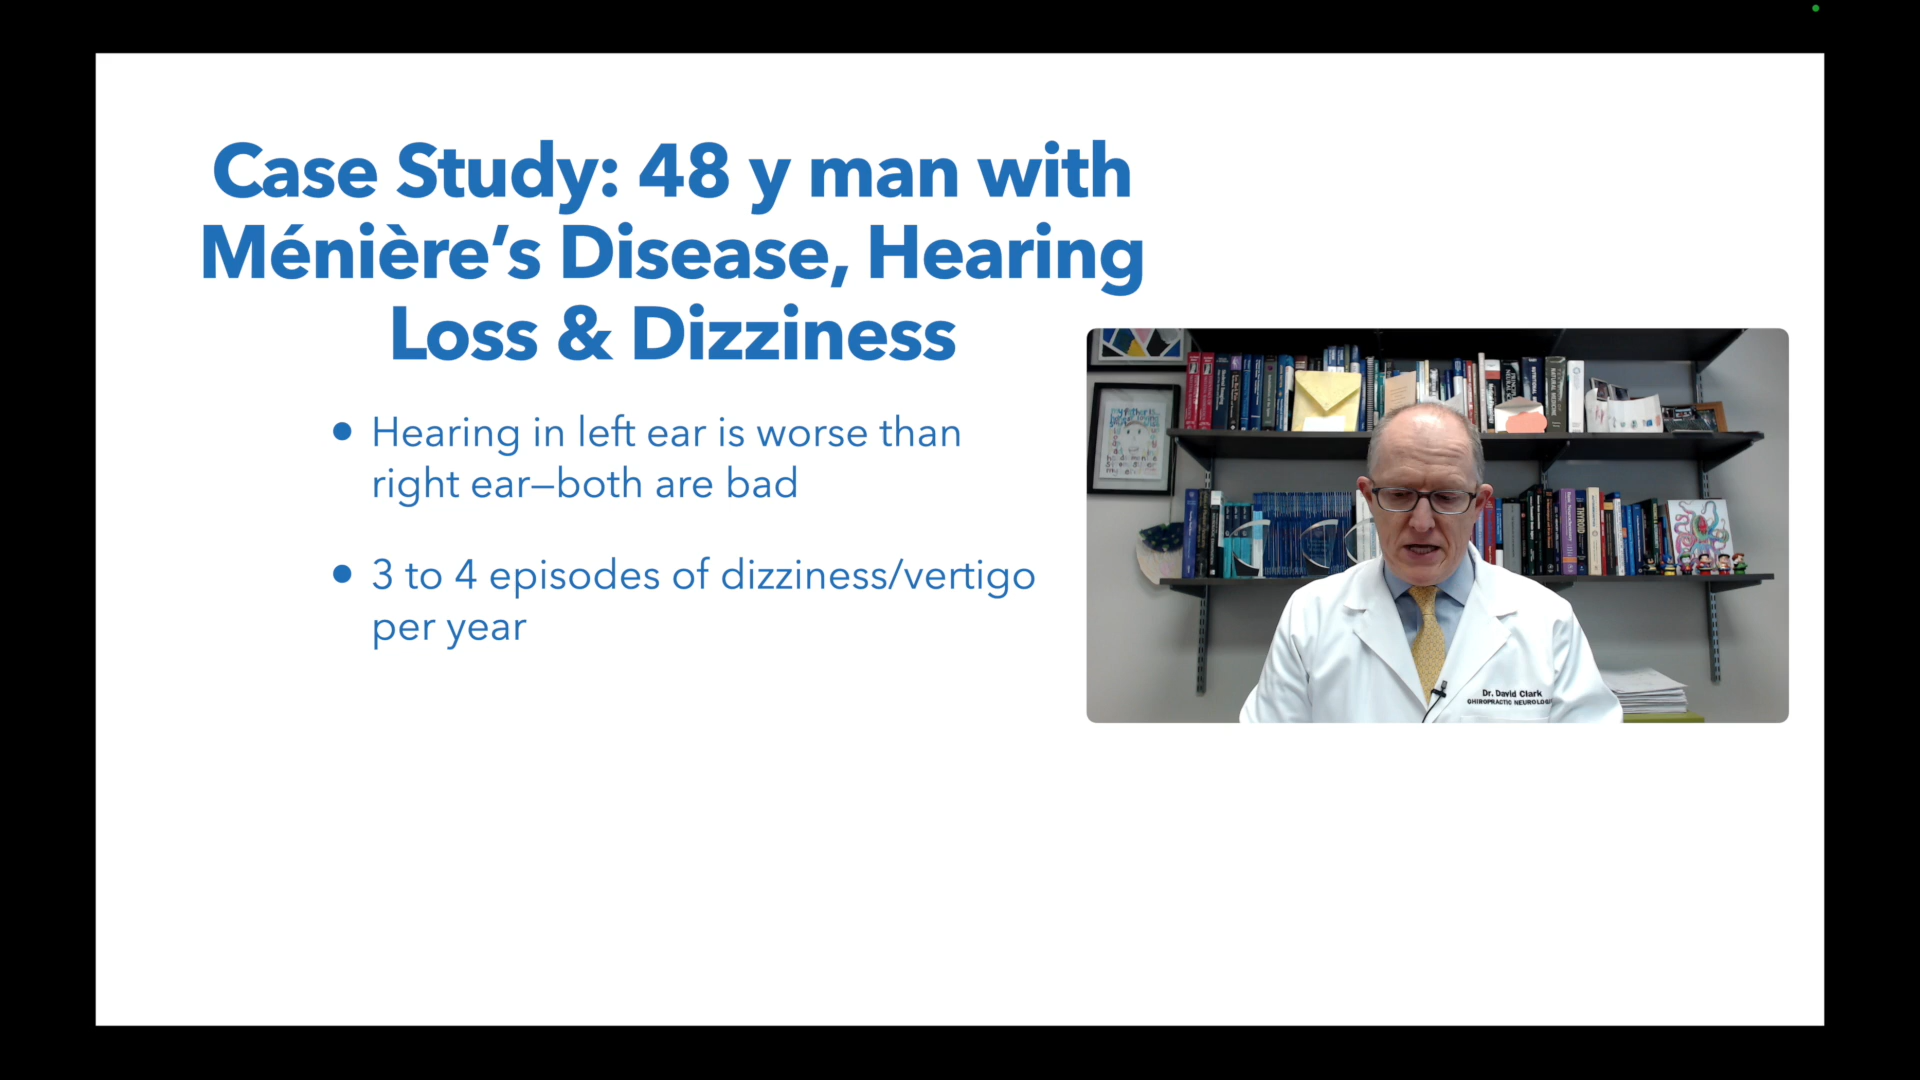 Case Study: 48 y man with
Ménière’s Disease, Hearing
Loss & Dizziness
• Hearing in left ear is worse than
right ear—both are bad
• 3 to 4 episodes of dizziness/vertigo
per year
THYROID
Dr. David Clark